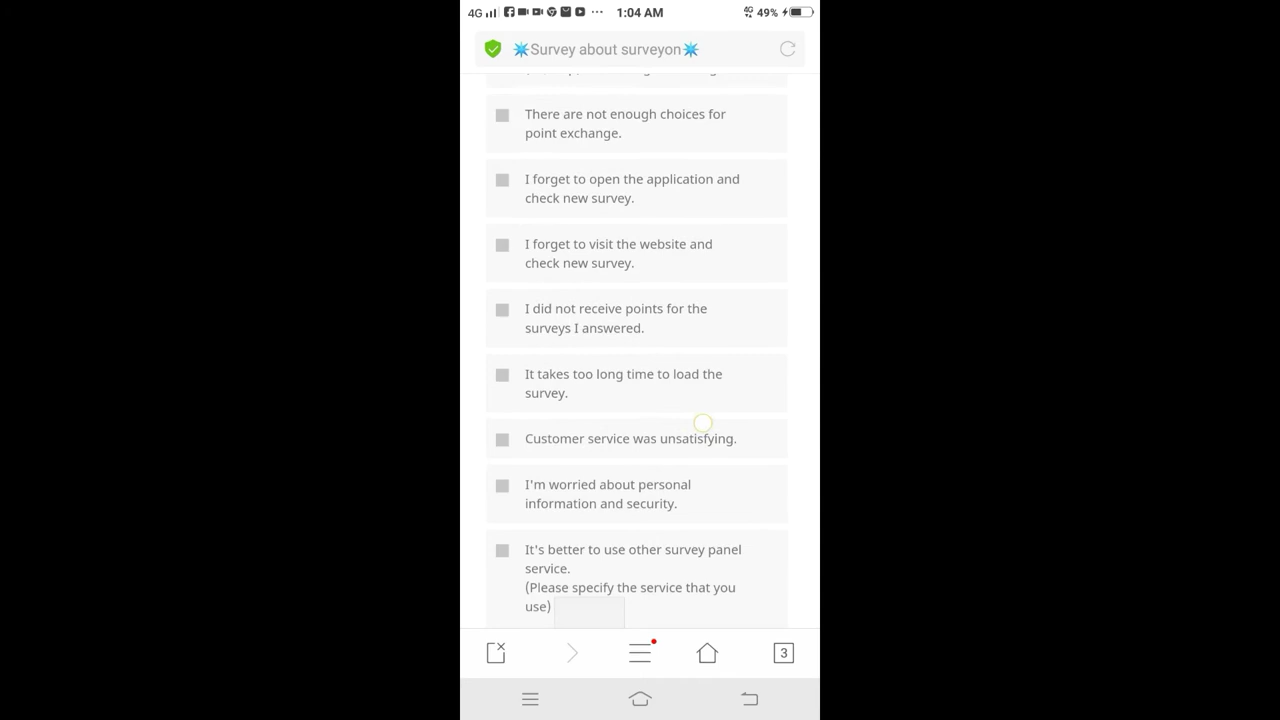 4G 1:04 AM 4G 49%
Survey about surveyon
There are not enough choices for
point exchange.
I forget to open the application and
check new survey.
I forget to visit the website and
check new survey.
I did not receive points for the
surveys I answered.
It takes too long time to load the
survey.
Customer service was unsatisfying.
I'm worried about personal
information and security.
It's better to use other survey panel
service.
(Please specify the service that you
use)
3